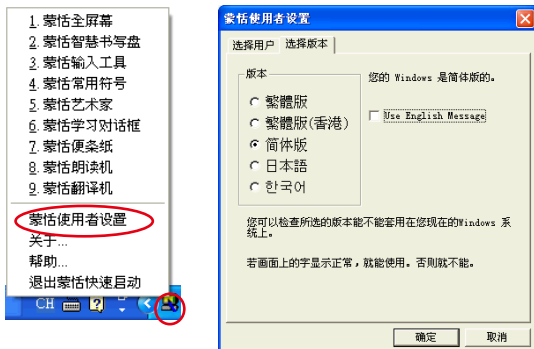 1. 蒙恬全屏幕
2. 蒙恬智慧书写盘
3. 蒙恬输入工具
4. 蒙恬常用符号
5. 蒙恬艺术家
6. 蒙恬学习对话框
7. 蒙恬便条纸
8. 蒙恬朗读机
9. 蒙恬翻译机
蒙恬使用者设置
关于...
帮助...
退出蒙恬快速启动
CH
蒙恬使用者设置
选择用户 选择版本
版本
繁體版
繁體版(香港)
简体版
日本語
한국어
您的 Windows 是简体版的。
Use English Message
您可以检查所选的版本能不能套用在您现在的Windows 系
统上。
若画面上的字显示正常，就能使用。否则就不能。
确定 取消